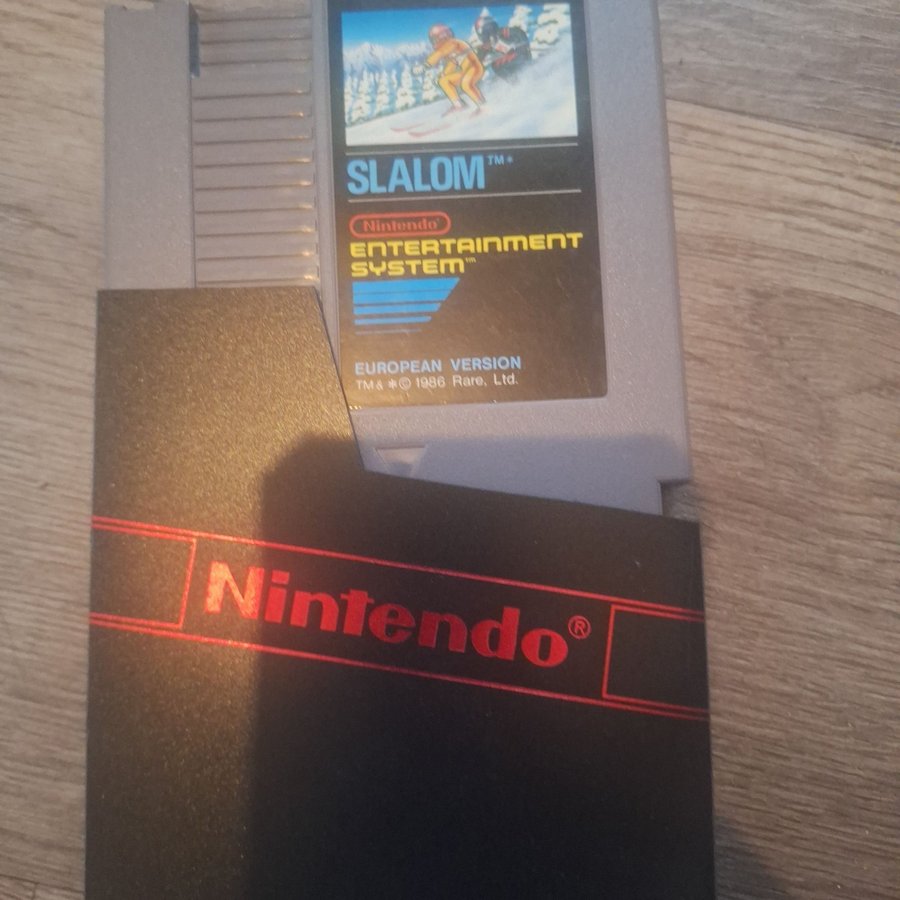 SLALOM™*
Nintendo®
ENTERTAINMENT
SYSTEM™
EUROPEAN VERSION
TM & *© 1986 Rare, Ltd.
Nintendo®